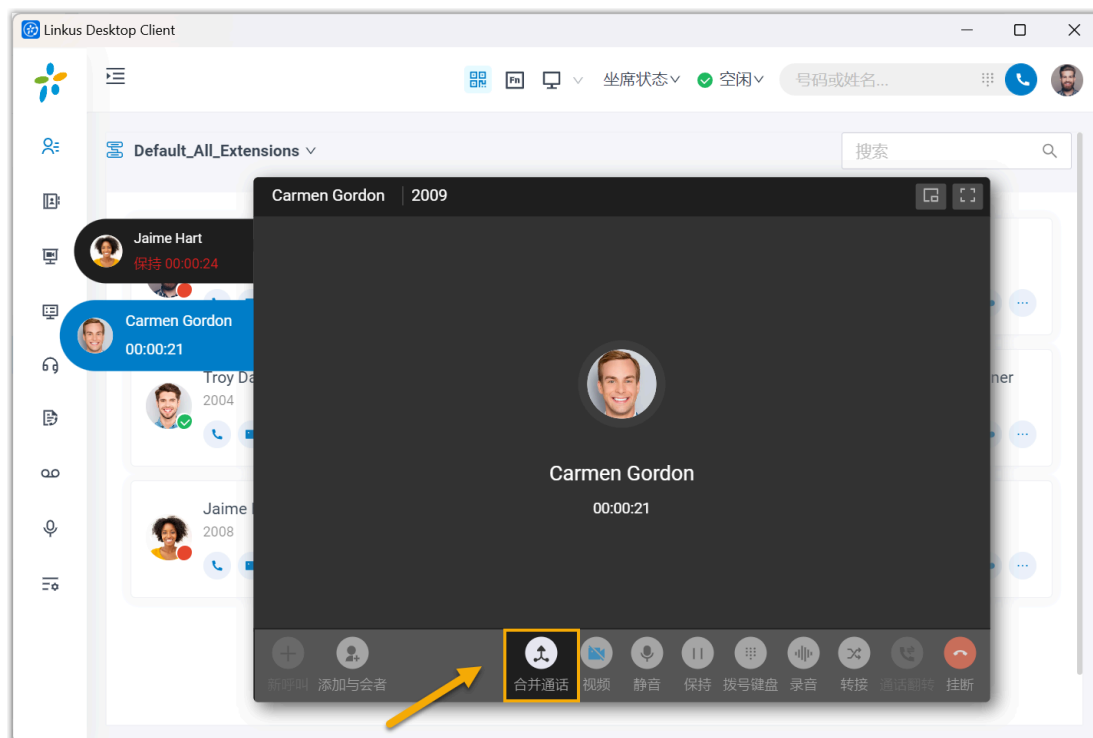 Linkus Desktop Client
Fn
坐席状态
空闲
号码或姓名...
Default_All_Extensions
搜索
Carmen Gordon 2009
Jaime Hart
保持 00:00:24
Carmen Gordon
00:00:21
Troy Da
ner
2004
Carmen Gordon
00:00:21
Jaime
2008
新呼叫 添加与会者 合并通话 视频 静音 保持 拨号键盘 录音 转接 通话翻转 挂断